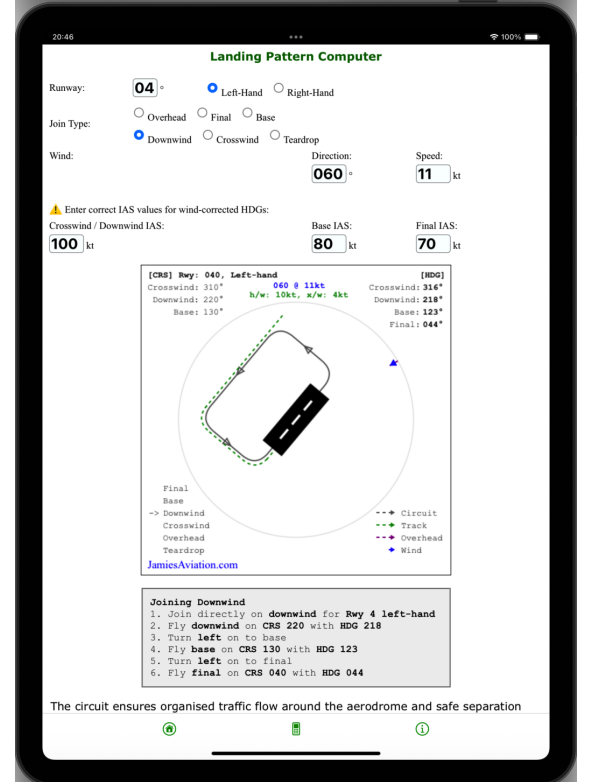 20:46
100%
Landing Pattern Computer
Runway: 04 ° Left-Hand Right-Hand
Join Type: Overhead Final Base
Downwind Crosswind Teardrop
Wind: Direction: Speed:
060 ° 11 kt
⚠️ Enter correct IAS values for wind-corrected HDGs:
Crosswind / Downwind IAS: Base IAS: Final IAS:
100 kt 80 kt 70 kt
[CRS] Rwy: 040, Left-hand [HDG]
Crosswind: 310° 060 @ 11kt Crosswind: 316°
Downwind: 220° h/w: 10kt, x/w: 4kt Downwind: 218°
Base: 130° Base: 123°
Final: 044°
Final
Base
-> Downwind Circuit
Crosswind Track
Overhead Overhead
Teardrop Wind
JamiesAviation.com
Joining Downwind
1. Join directly on downwind for Rwy 4 left-hand
2. Fly downwind on CRS 220 with HDG 218
3. Turn left on to base
4. Fly base on CRS 130 with HDG 123
5. Turn left on to final
6. Fly final on CRS 040 with HDG 044
The circuit ensures organised traffic flow around the aerodrome and safe separation